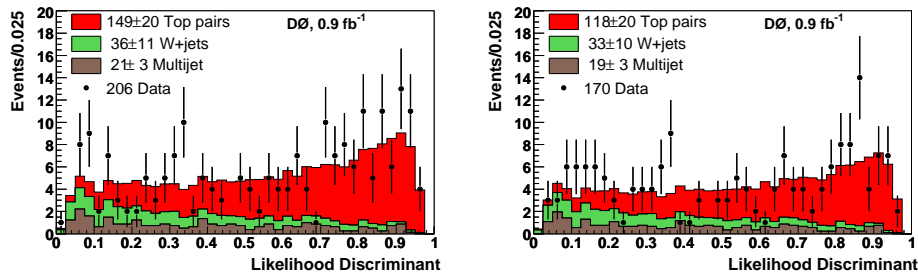 Events/0.025
20
18
16
14
12
10
8
6
4
2
0
149±20 Top pairs
36±11 W+jets
21± 3 Multijet
206 Data
DØ, 0.9 fb⁻¹
0 0.1 0.2 0.3 0.4 0.5 0.6 0.7 0.8 0.9 1
Likelihood Discriminant
Events/0.025
20
18
16
14
12
10
8
6
4
2
0
118±20 Top pairs
33±10 W+jets
19± 3 Multijet
170 Data
DØ, 0.9 fb⁻¹
0 0.1 0.2 0.3 0.4 0.5 0.6 0.7 0.8 0.9 1
Likelihood Discriminant